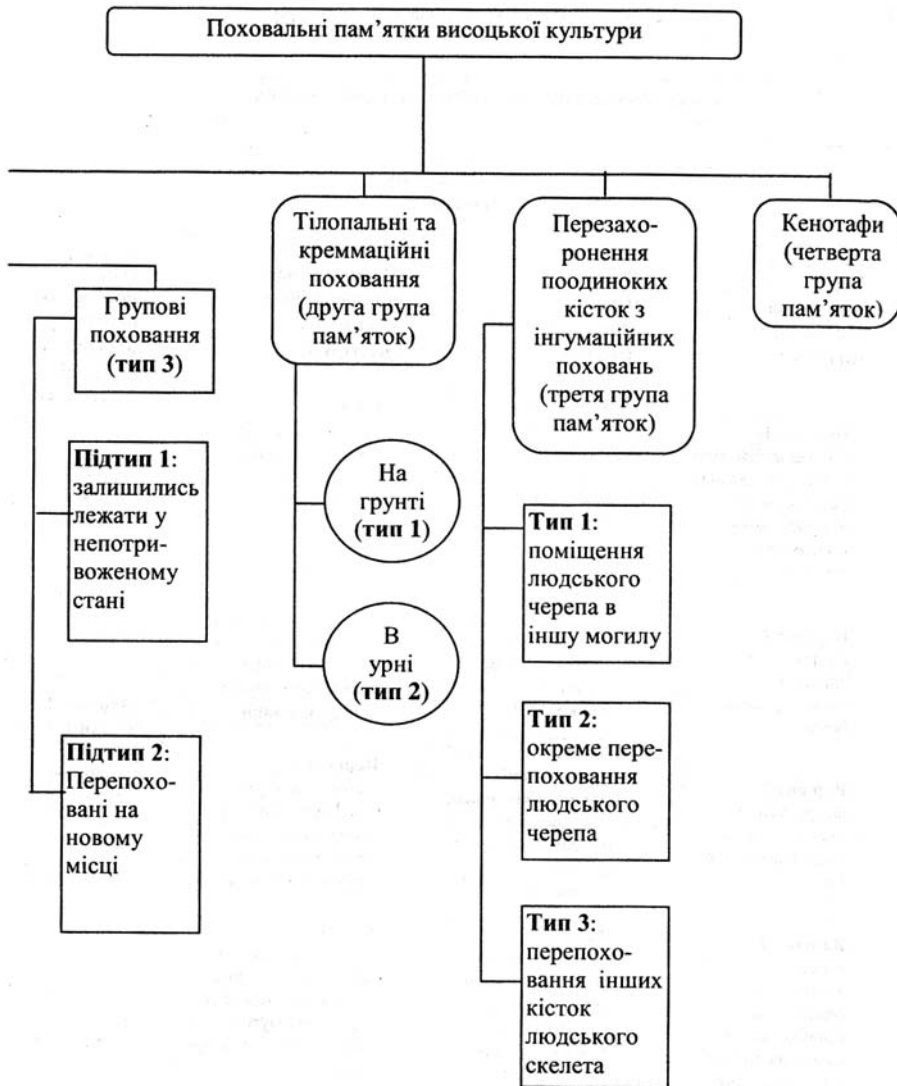 Поховальні пам’ятки висоцької культури
Групові
поховання
(тип 3)
Підтип 1:
залишились
лежати у
непотри-
воженому
стані
Підтип 2:
Перепохо-
вані на
новому
місці
Тілопальні та
креммаційні
поховання
(друга група
пам’яток)
На
грунті
(тип 1)
В
урні
(тип 2)
Перезахо-
ронення
поодиноких
кісток з
інгумаційних
поховань
(третя група
пам’яток)
Тип 1:
поміщення
людського
черепа в
іншу могилу
Тип 2:
окреме пере-
поховання
людського
черепа
Тип 3:
перепохо-
вання інших
кісток
людського
скелета
Кенотафи
(четверта
група
пам’яток)